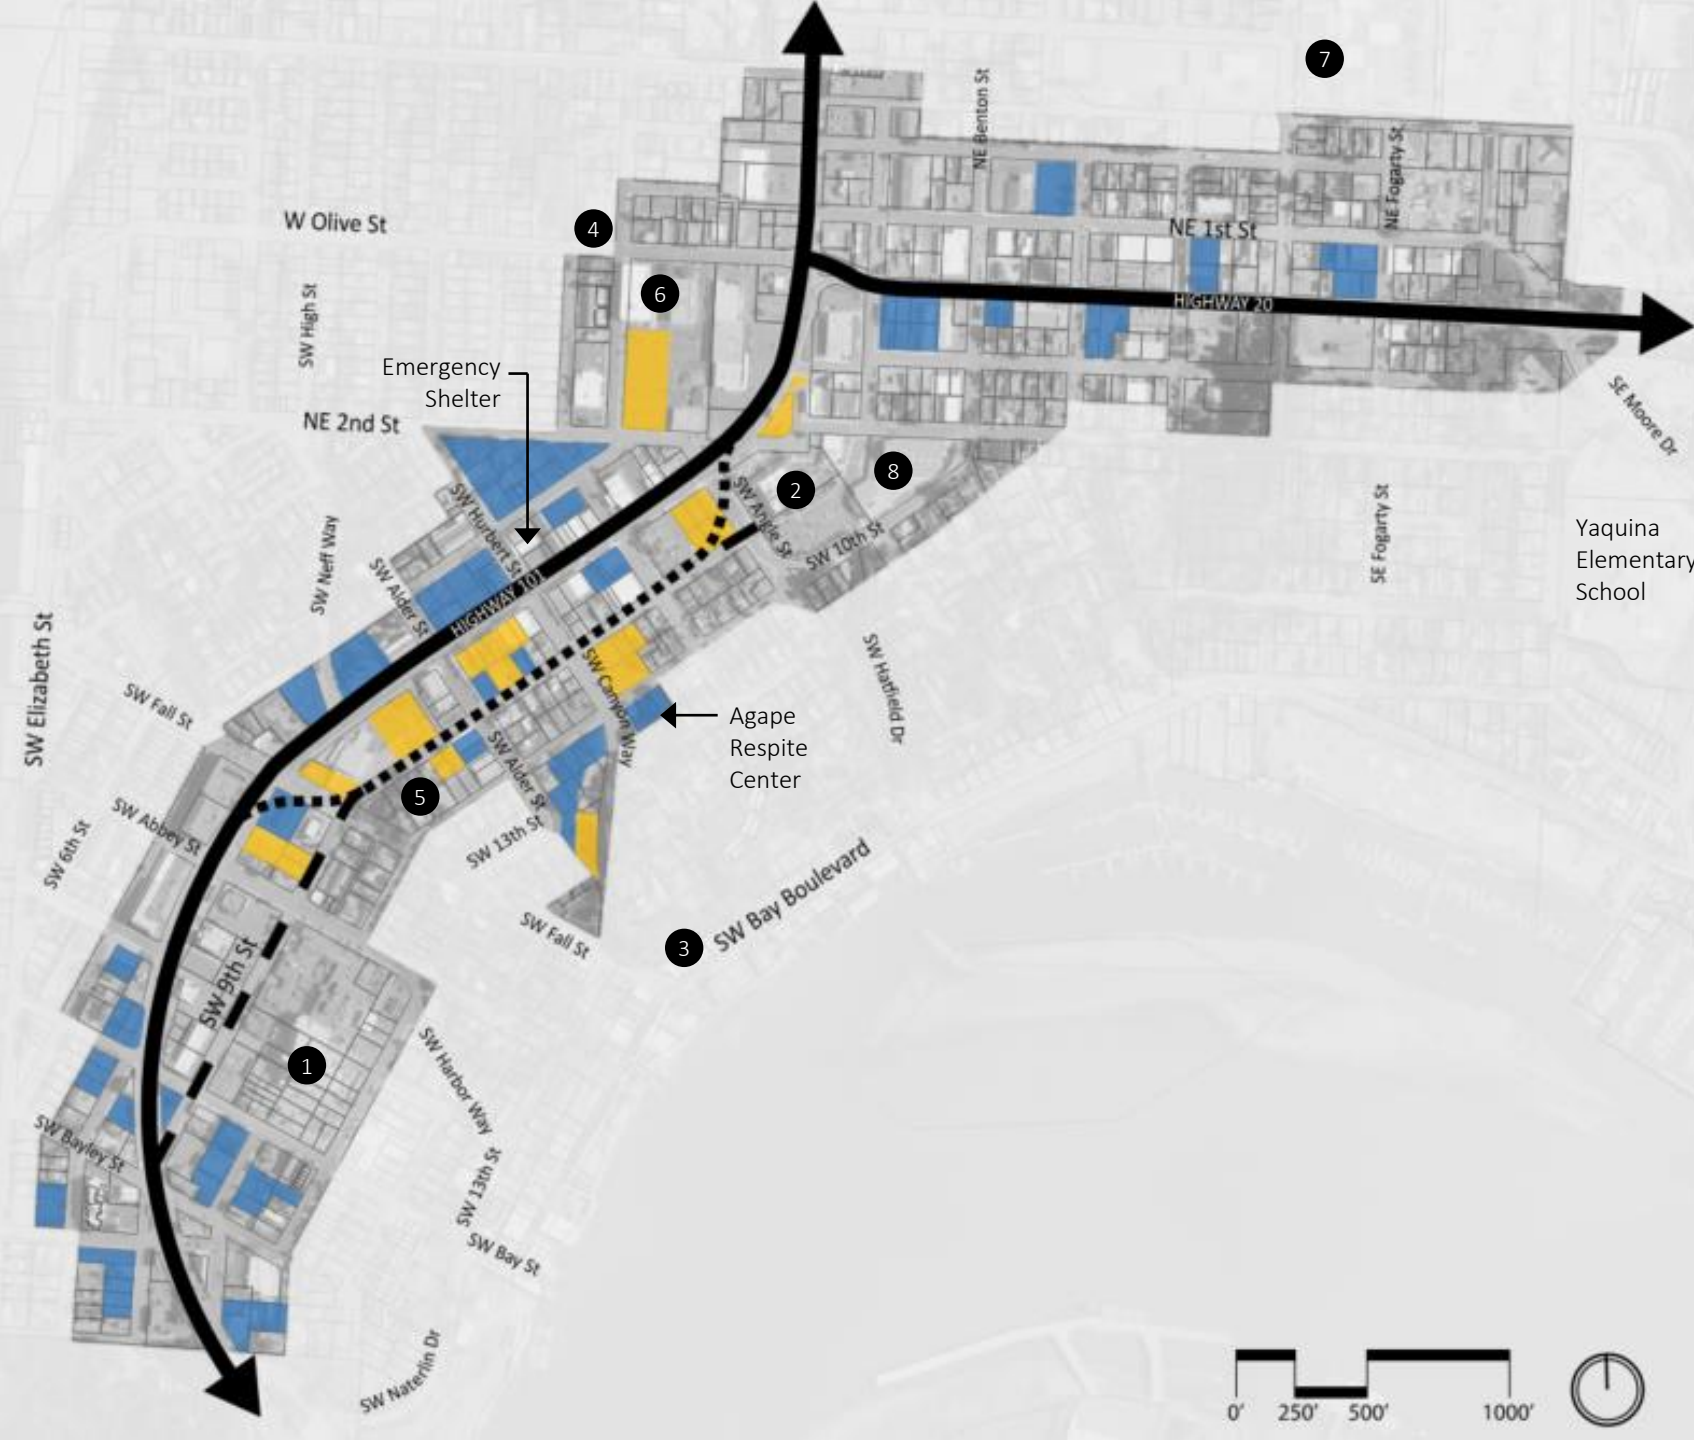 7
NE Benton St
NE Fogarty St
W Olive St
4
NE 1st St
6
SW High St
HIGHWAY 20
Emergency
Shelter
NE 2nd St
SE Moore Dr
8
2
SW Angle St
SW Hurbert St
SW 10th St
SE Fogarty St
Yaquina
Elementary
School
SW Neff Way
SW Alder St
HIGHWAY 101
SW Elizabeth St
SW Canyon Way
SW Hatfield Dr
SW Fall St
Agape
Respite
Center
SW Alder St
5
SW Abbey St
SW 6th St
SW 13th St
SW Bay Boulevard
3
SW Fall St
SW 9th St
1
SW Harbor Way
SW Bayley St
SW 13th St
SW Bay St
SW Naterlin Dr
0' 250' 500' 1000'